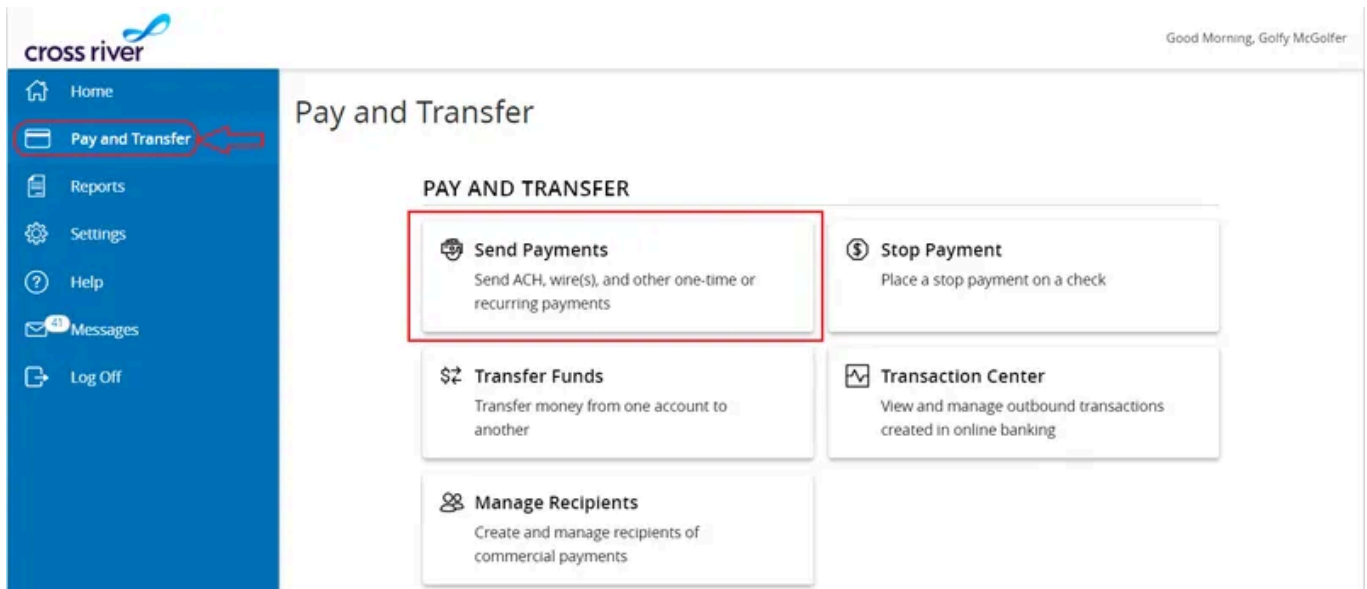 cross river
Good Morning, Golfy McGolfer
Home
Pay and Transfer
Reports
Settings
Help
41
Messages
Log Off
Pay and Transfer
PAY AND TRANSFER
Send Payments
Send ACH, wire(s), and other one-time or
recurring payments
Stop Payment
Place a stop payment on a check
Transfer Funds
Transfer money from one account to
another
Transaction Center
View and manage outbound transactions
created in online banking
Manage Recipients
Create and manage recipients of
commercial payments